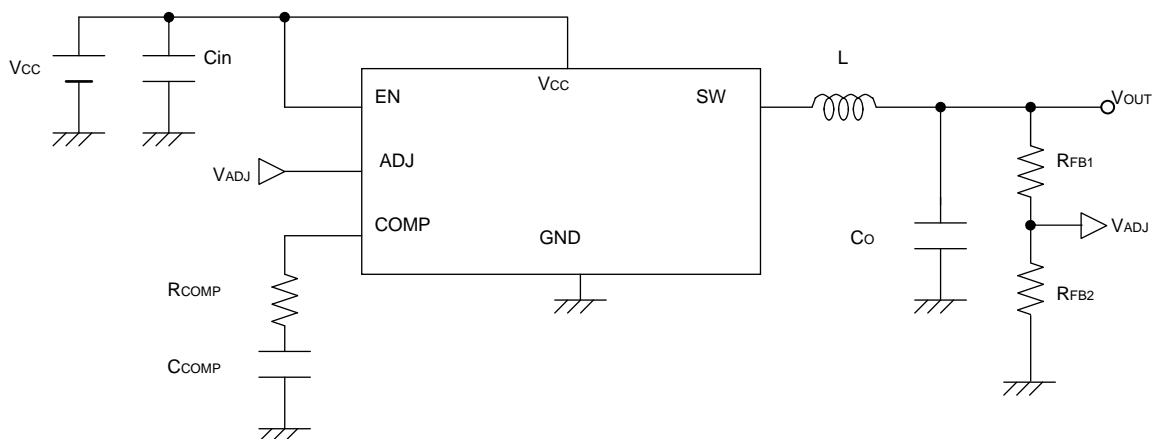 VCC
Cin
L
VCC
EN
SW
VOUT
ADJ
RFB1
VADJ
COMP
GND
CO
VADJ
RCOMP
RFB2
CCOMP